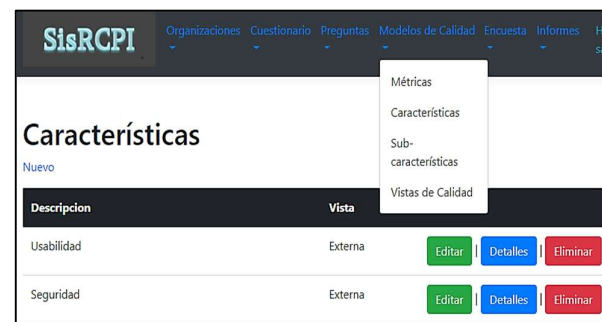 SisRCPI
Organizaciones Cuestionario Preguntas Modelos de Calidad Encuesta Informes
Métricas
Características
Sub-
características
Vistas de Calidad
Características
Nuevo
Descripcion Vista
Usabilidad Externa Editar | Detalles | Eliminar
Seguridad Externa Editar | Detalles | Eliminar